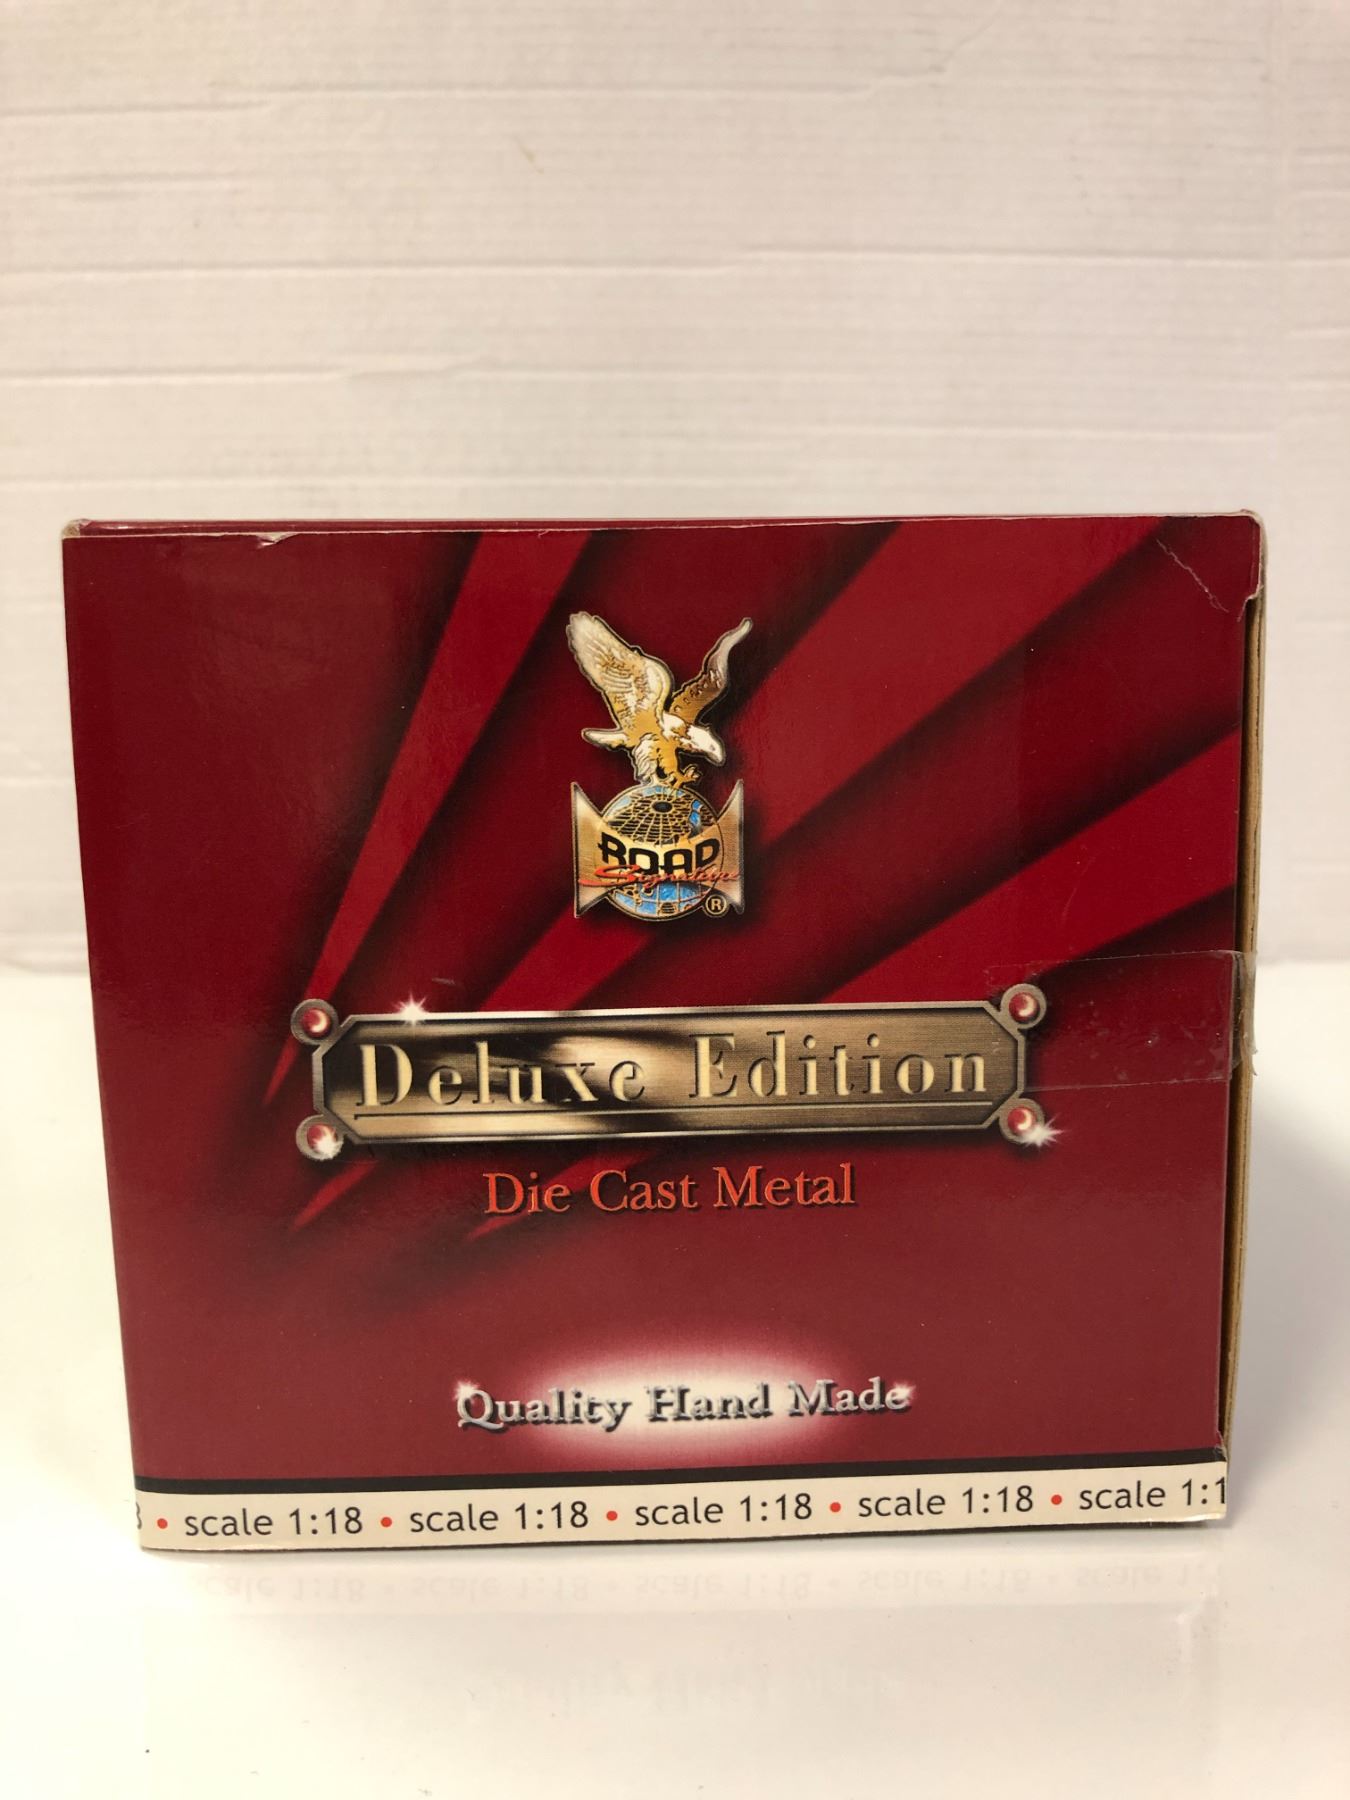 ROAD
Signature
®
Deluxe Edition
Die Cast Metal
Quality Hand Made
8 • scale 1:18 • scale 1:18 • scale 1:18 • scale 1:18 • scale 1:1